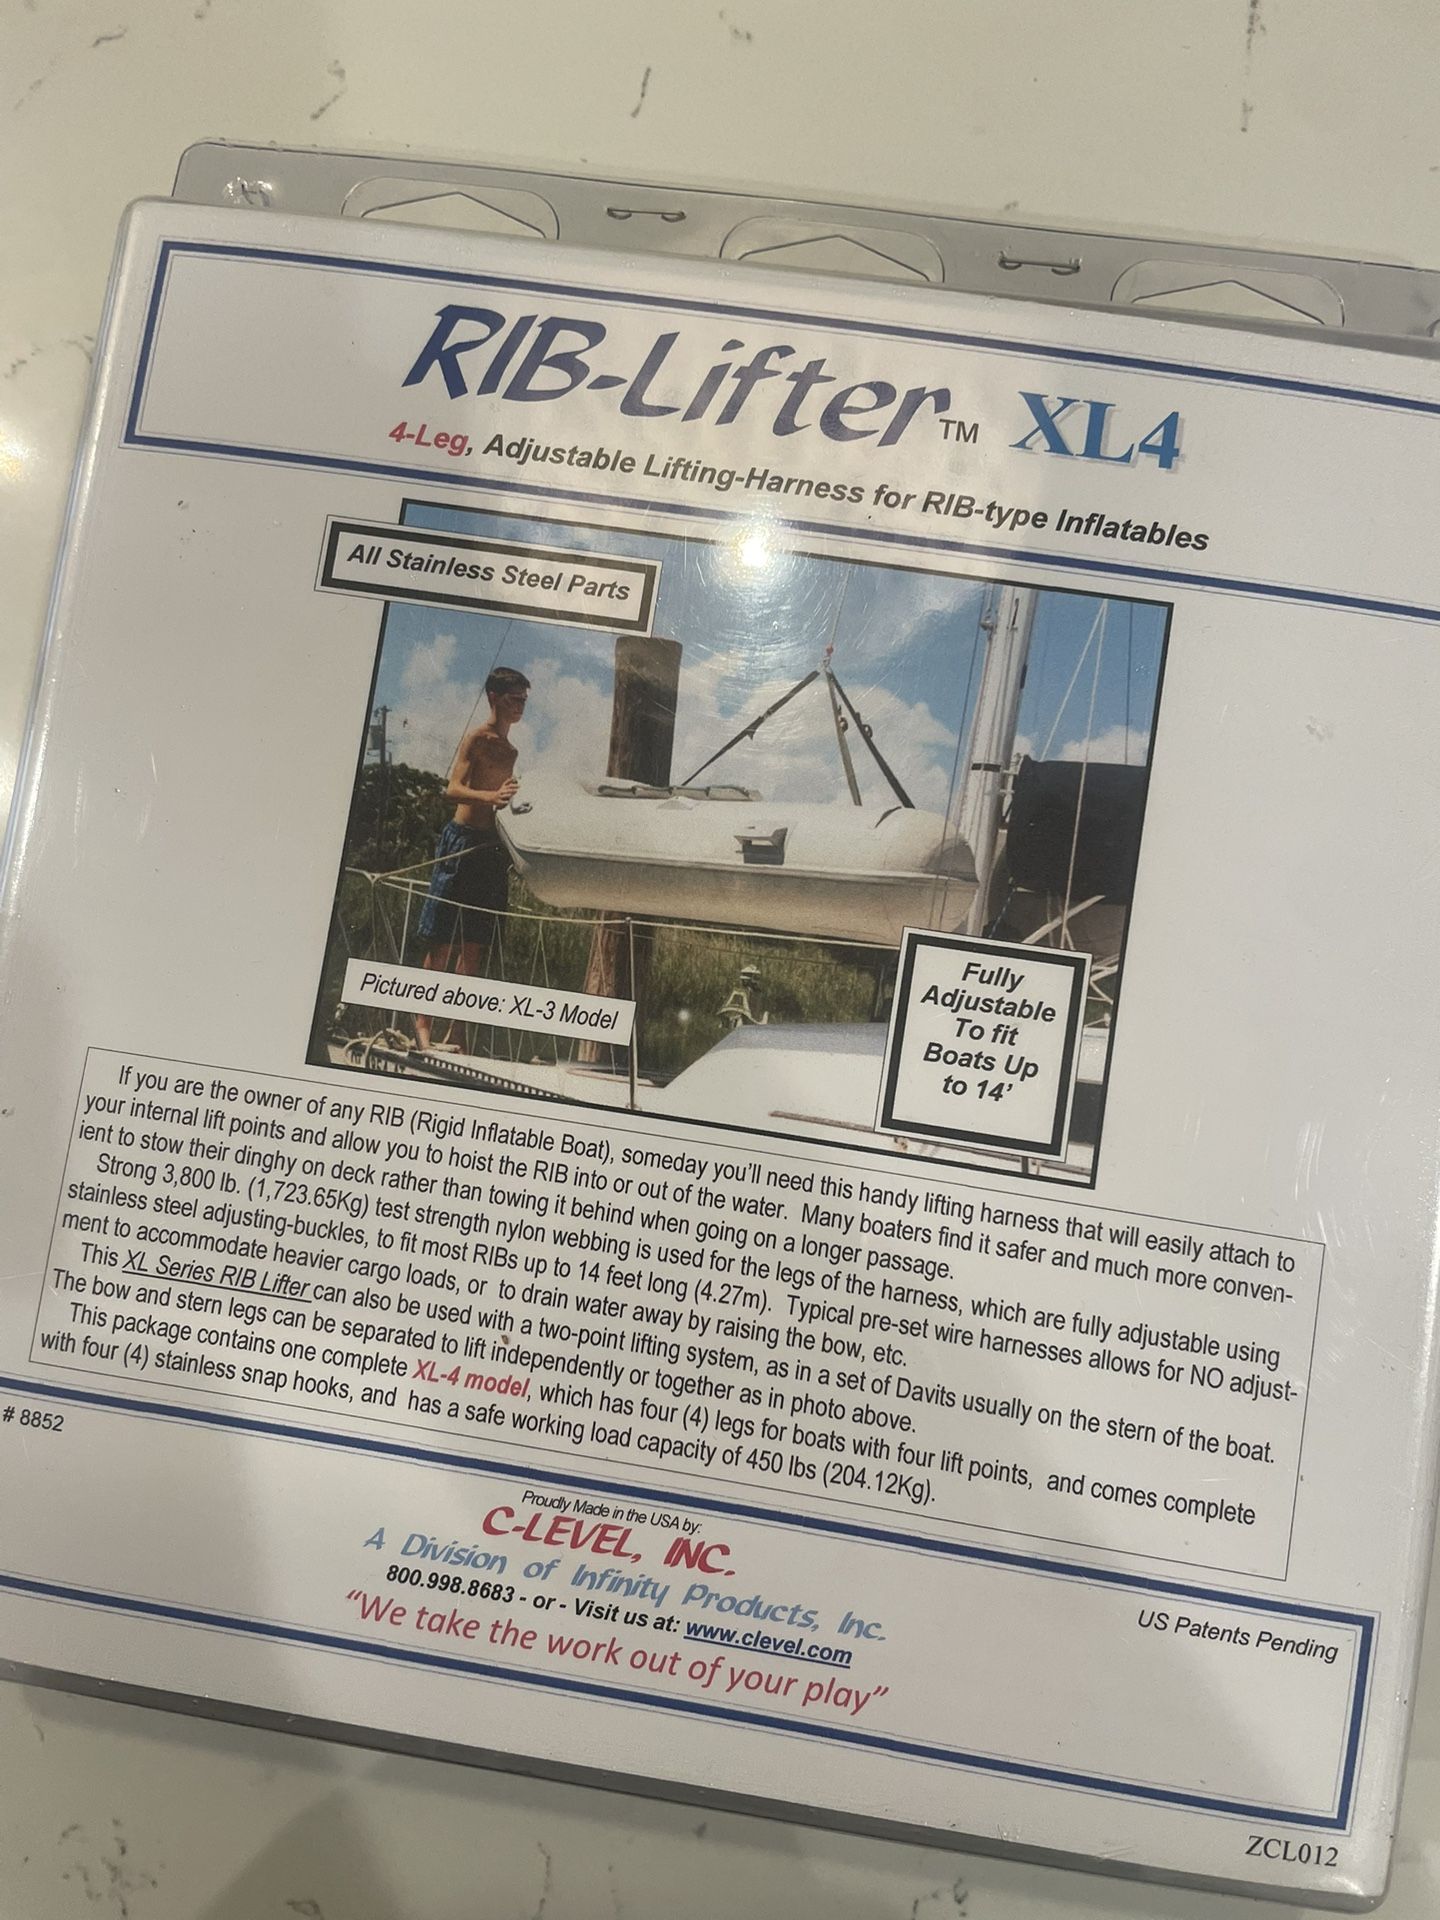 RIB-Lifter™ XL4
4-Leg, Adjustable Lifting-Harness for RIB-type Inflatables
All Stainless Steel Parts
Pictured above: XL-3 Model
Fully
Adjustable
To fit
Boats Up
to 14'
If you are the owner of any RIB (Rigid Inflatable Boat), someday you'll need this handy lifting harness that will easily attach to
your internal lift points and allow you to hoist the RIB into or out of the water. Many boaters find it safer and much more conven-
ient to stow their dinghy on deck rather than towing it behind when going on a longer passage.
Strong 3,800 lb. (1,723.65Kg) test strength nylon webbing is used for the legs of the harness, which are fully adjustable using
stainless steel adjusting-buckles, to fit most RIBs up to 14 feet long (4.27m). Typical pre-set wire harnesses allows for NO adjust-
ment to accommodate heavier cargo loads, or to drain water away by raising the bow, etc.
This XL Series RIB Lifter can also be used with a two-point lifting system, as in a set of Davits usually on the stern of the boat.
The bow and stern legs can be separated to lift independently or together as in photo above.
This package contains one complete XL-4 model, which has four (4) legs for boats with four lift points, and comes complete
with four (4) stainless snap hooks, and has a safe working load capacity of 450 lbs (204.12Kg).
# 8852
Proudly Made in the USA by:
C-LEVEL, INC.
A Division of Infinity Products, Inc.
800.998.8683 - or - Visit us at: www.clevel.com
"We take the work out of your play"
US Patents Pending
ZCL012